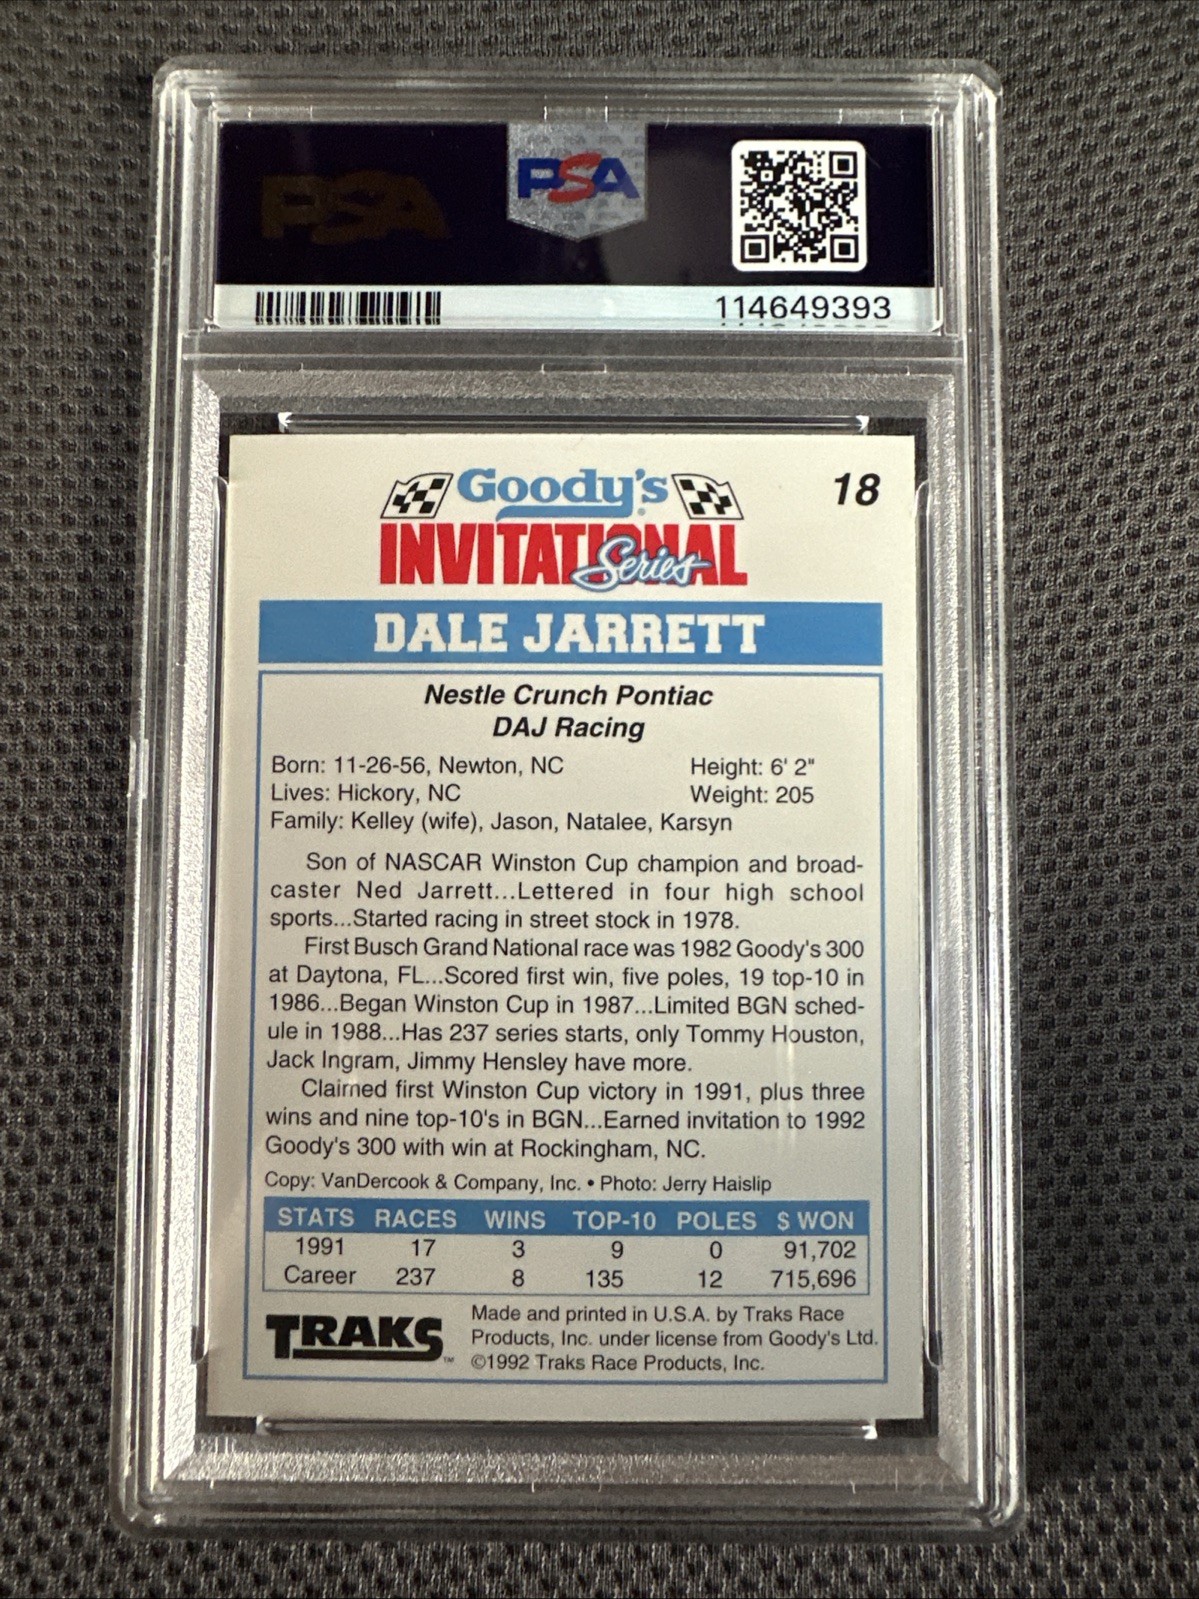 PSA
PSA
114649393
Goody's
18
INVITATIONAL
Series
DALE JARRETT
Nestle Crunch Pontiac
DAJ Racing
Born: 11-26-56, Newton, NC Height: 6' 2"
Lives: Hickory, NC Weight: 205
Family: Kelley (wife), Jason, Natalee, Karsyn
Son of NASCAR Winston Cup champion and broad-
caster Ned Jarrett...Lettered in four high school
sports...Started racing in street stock in 1978.
First Busch Grand National race was 1982 Goody's 300
at Daytona, FL...Scored first win, five poles, 19 top-10 in
1986...Began Winston Cup in 1987...Limited BGN sched-
ule in 1988...Has 237 series starts, only Tommy Houston,
Jack Ingram, Jimmy Hensley have more.
Claimed first Winston Cup victory in 1991, plus three
wins and nine top-10's in BGN...Earned invitation to 1992
Goody's 300 with win at Rockingham, NC.
Copy: VanDercook & Company, Inc. • Photo: Jerry Haislip
STATS RACES WINS TOP-10 POLES $ WON
1991 17 3 9 0 91,702
Career 237 8 135 12 715,696
TRAKS™
Made and printed in U.S.A. by Traks Race
Products, Inc. under license from Goody's Ltd.
©1992 Traks Race Products, Inc.